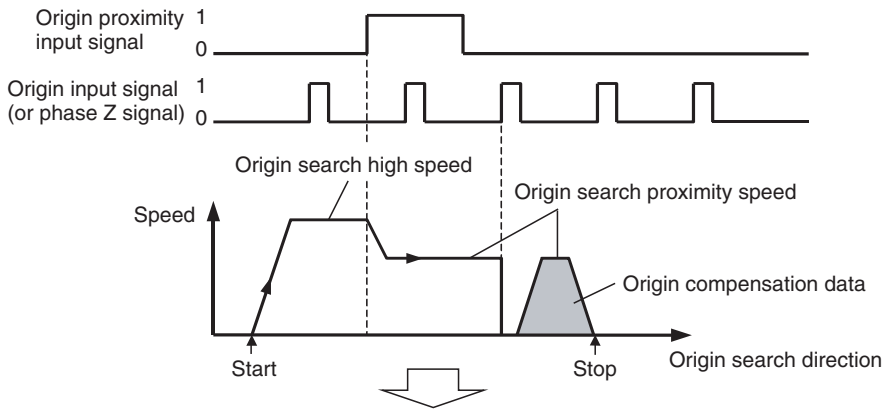 Origin proximity
input signal
1
0
Origin input signal
(or phase Z signal)
1
0
Origin search high speed
Origin search proximity speed
Speed
Origin compensation data
Start
Stop
Origin search direction